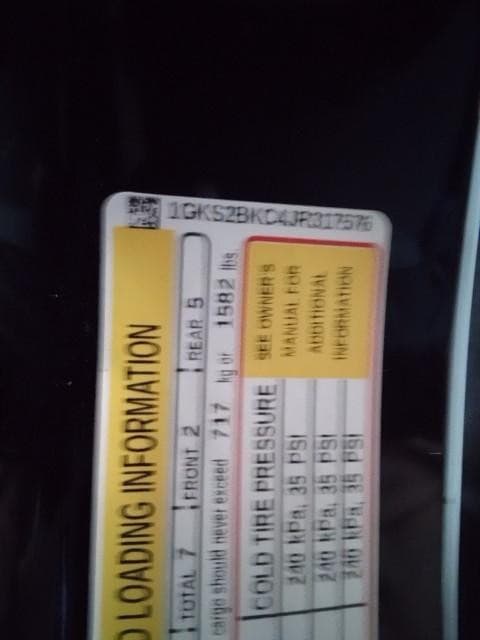 1GKS2BKC4JR317576
LOADING INFORMATION
TOTAL 7 FRONT 2 REAR 5
cargo should never exceed 717 kg or 1582 lbs.
COLD TIRE PRESSURE
240 kPa, 35 PSI
240 kPa, 35 PSI
240 kPa, 35 PSI
SEE OWNER'S
MANUAL FOR
ADDITIONAL
INFORMATION